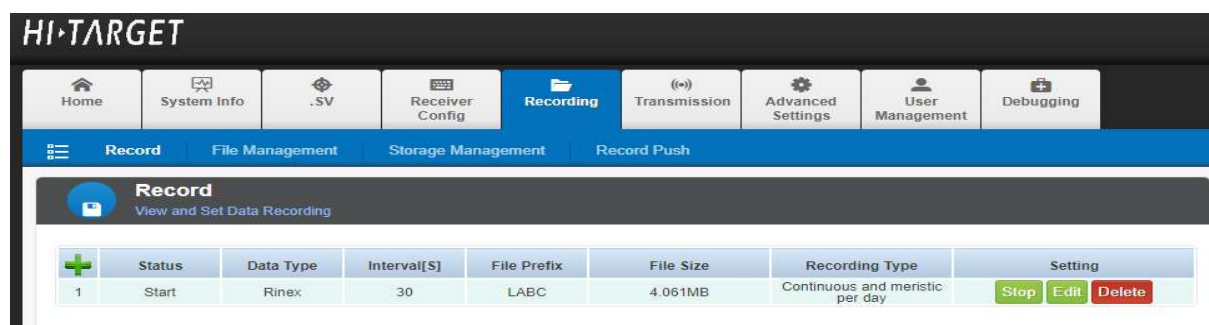 HI·TARGET
Home
System Info
.SV
Receiver
Config
Recording
Transmission
Advanced
Settings
User
Management
Debugging
Record File Management Storage Management Record Push
Record
View and Set Data Recording
Status Data Type Interval[S] File Prefix File Size Recording Type Setting
1 Start Rinex 30 LABC 4.061MB Continuous and meristic
per day
Stop Edit Delete